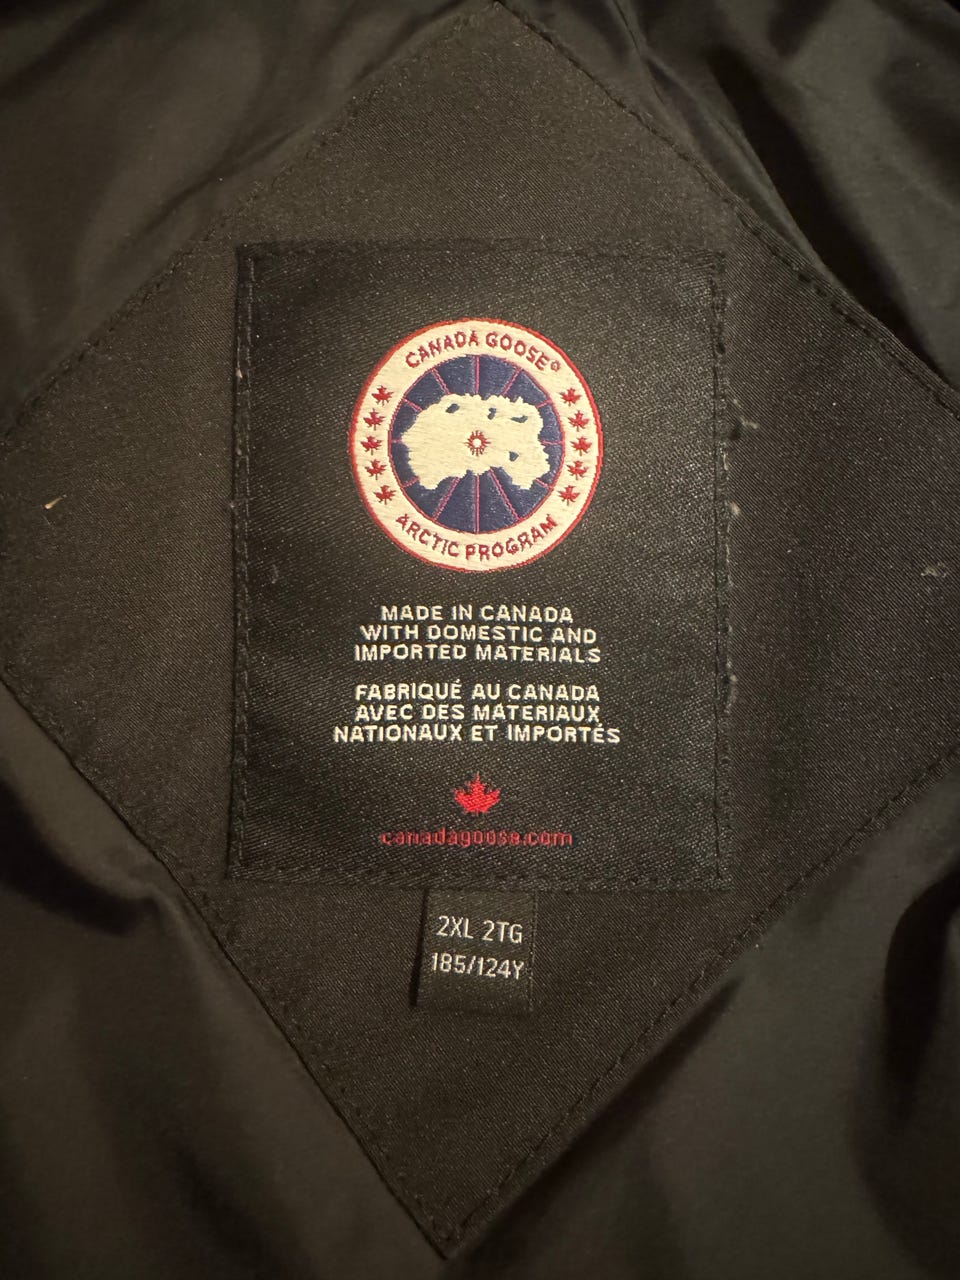 CANADA GOOSE®
ARCTIC PROGRAM
MADE IN CANADA
WITH DOMESTIC AND
IMPORTED MATERIALS
FABRIQUÉ AU CANADA
AVEC DES MATERIAUX
NATIONAUX ET IMPORTÉS
canadagoose.com
2XL 2TG
185/124Y